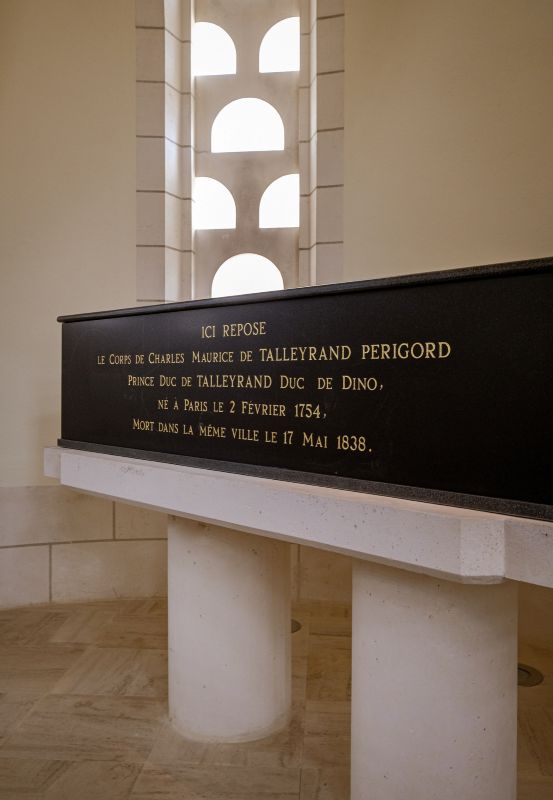 ICI REPOSE
LE CORPS DE CHARLES MAURICE DE TALLEYRAND PERIGORD
PRINCE DUC DE TALLEYRAND DUC DE DINO,
NÉ À PARIS LE 2 FÉVRIER 1754,
MORT DANS LA MÉME VILLE LE 17 MAI 1838.